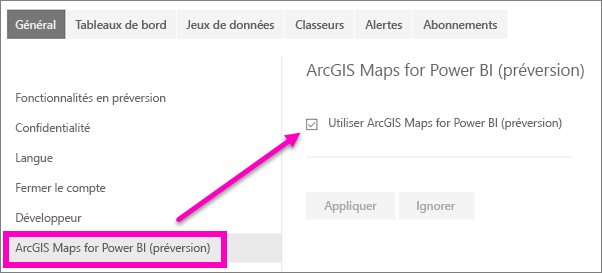 Général Tableaux de bord Jeux de données Classeurs Alertes Abonnements
Fonctionnalités en préversion
Confidentialité
Langue
Fermer le compte
Développeur
ArcGIS Maps for Power BI (préversion)
ArcGIS Maps for Power BI (préversion)
Utiliser ArcGIS Maps for Power BI (préversion)
Appliquer Ignorer